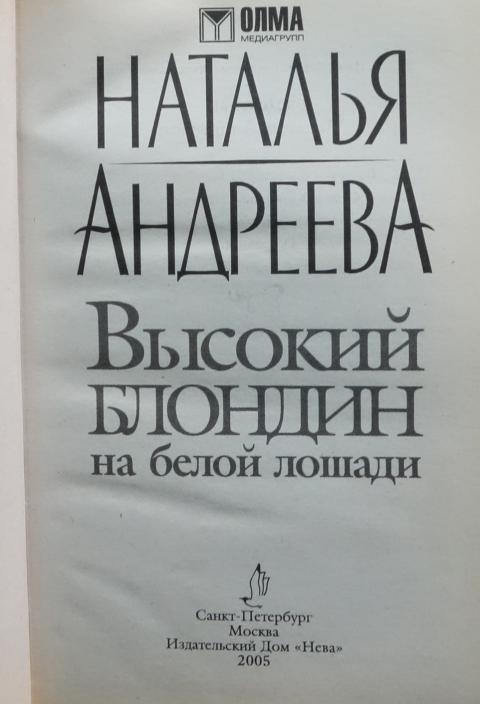 ОЛМА
МЕДИАГРУПП
НАТАЛЬЯ
АНДРЕЕВА
Высокий
блондин
на белой лошади
Санкт-Петербург
Москва
Издательский Дом «Нева»
2005